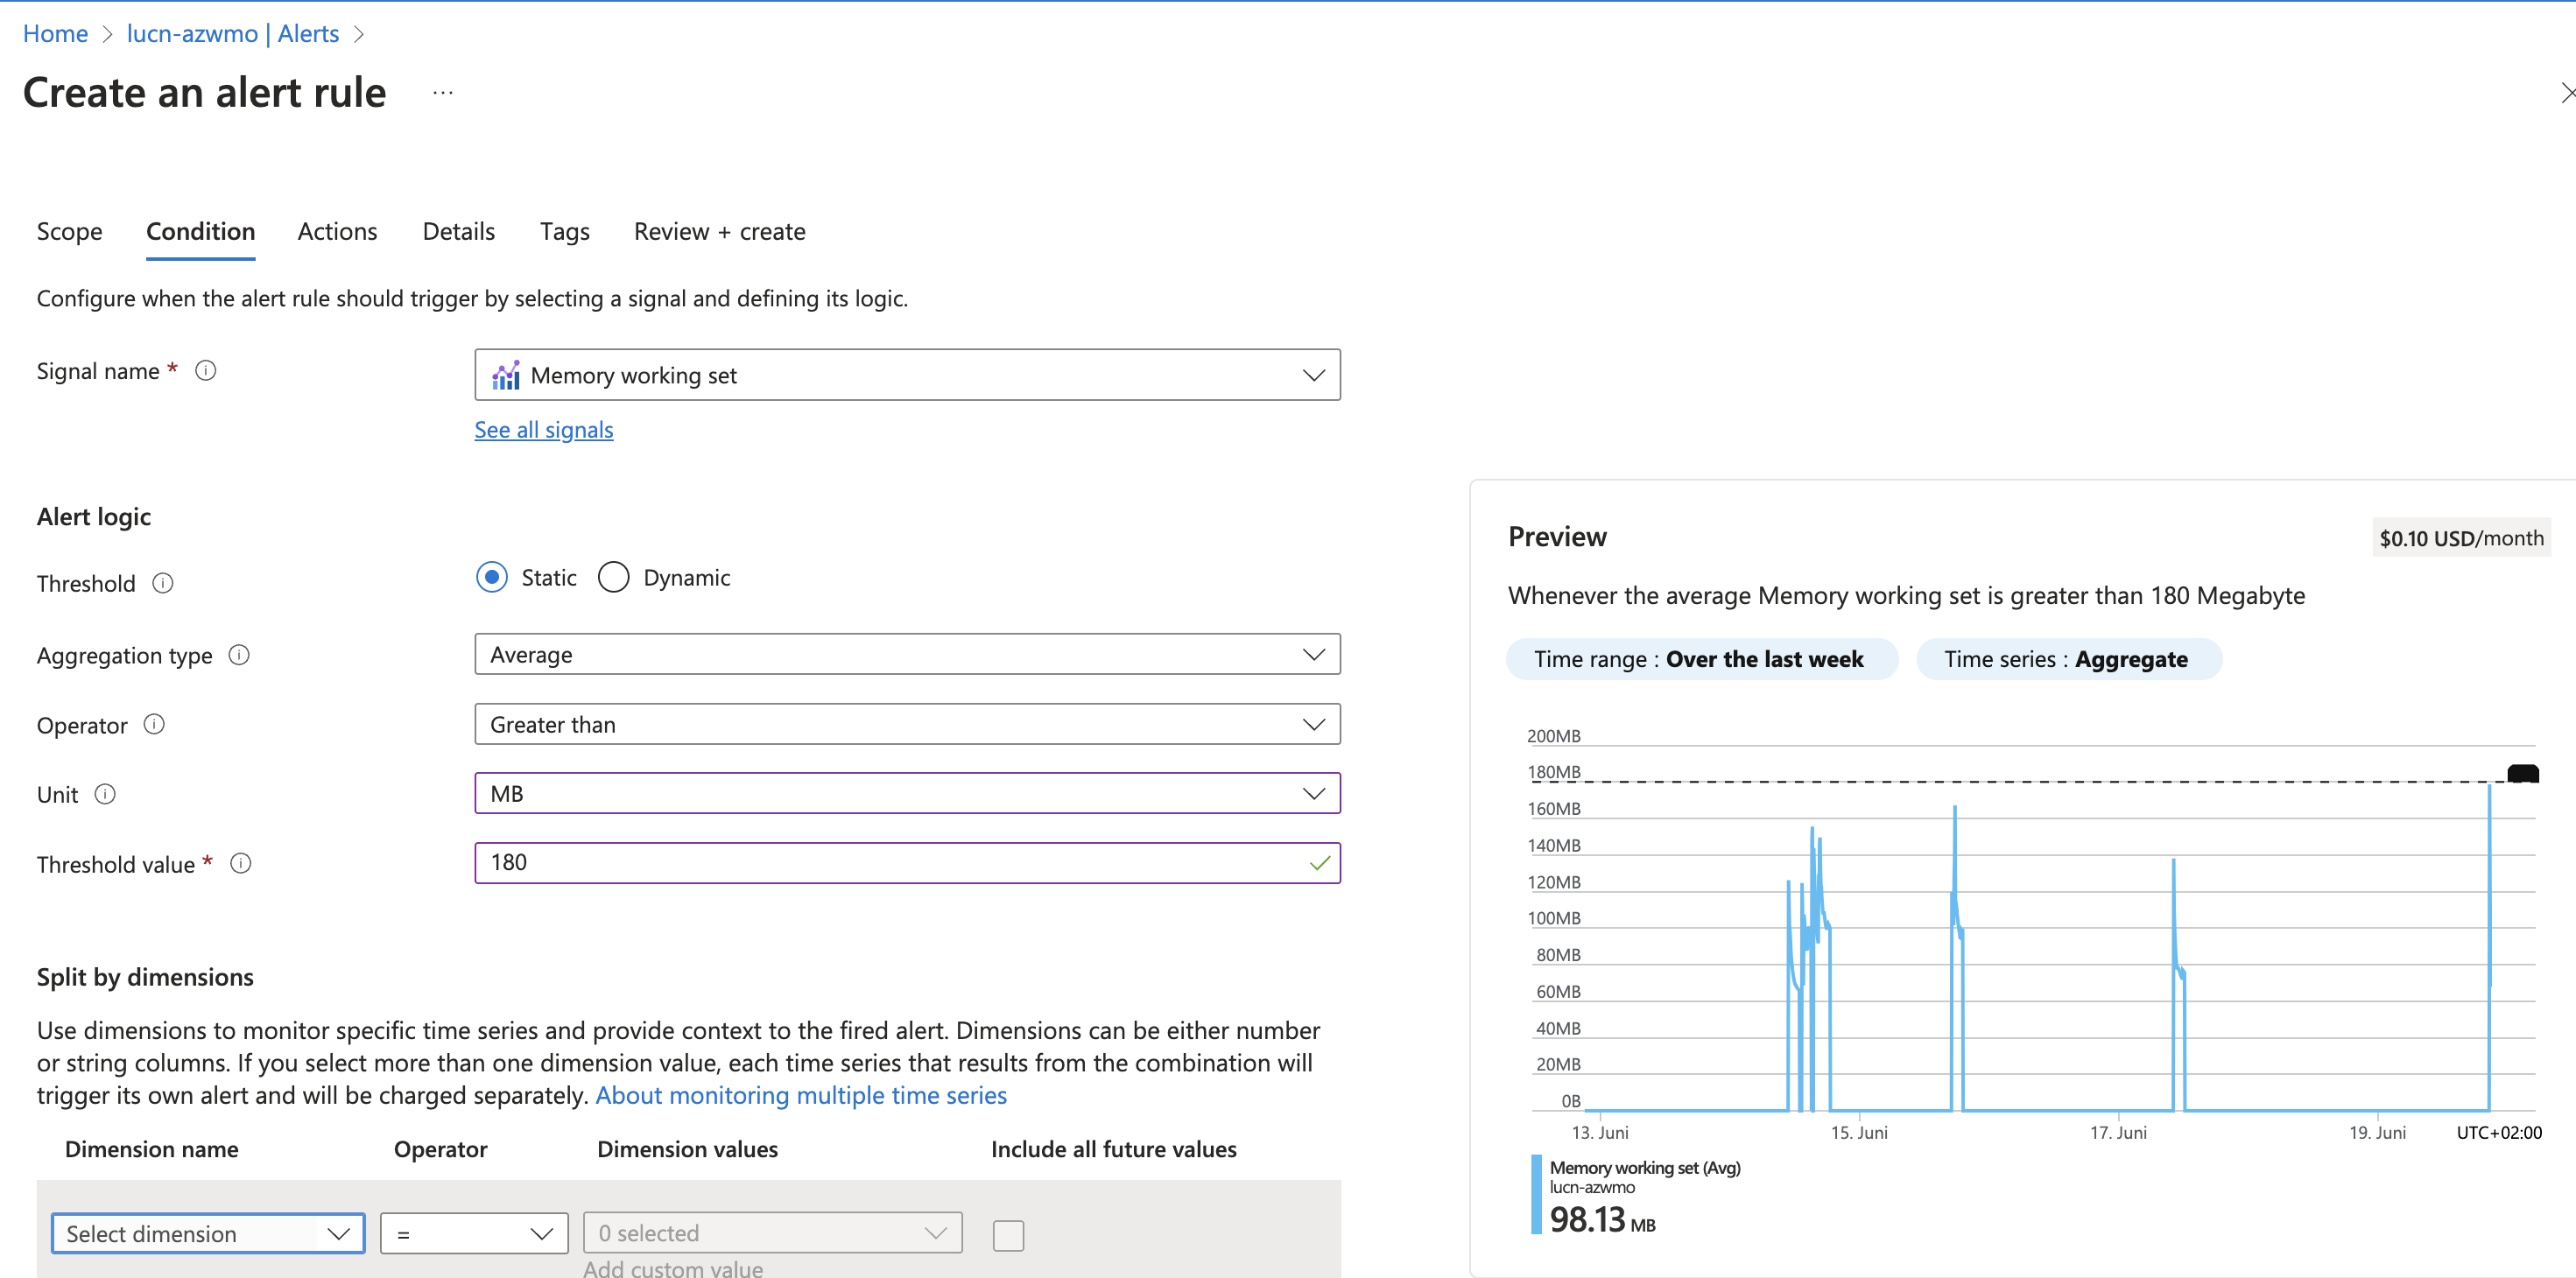 Home > lucn-azwmo | Alerts >
Create an alert rule ...
Scope Condition Actions Details Tags Review + create
Configure when the alert rule should trigger by selecting a signal and defining its logic.
Signal name *
Memory working set
See all signals
Alert logic
Threshold
Static Dynamic
Aggregation type
Average
Operator
Greater than
Unit
MB
Threshold value *
180
Split by dimensions
Use dimensions to monitor specific time series and provide context to the fired alert. Dimensions can be either number
or string columns. If you select more than one dimension value, each time series that results from the combination will
trigger its own alert and will be charged separately. About monitoring multiple time series
Dimension name Operator Dimension values Include all future values
Select dimension = 0 selected
Add custom value
Preview
$0.10 USD/month
Whenever the average Memory working set is greater than 180 Megabyte
Time range : Over the last week Time series : Aggregate
200MB
180MB
160MB
140MB
120MB
100MB
80MB
60MB
40MB
20MB
0B
13. Juni 15. Juni 17. Juni 19. Juni UTC+02:00
Memory working set (Avg)
lucn-azwmo
98.13 MB